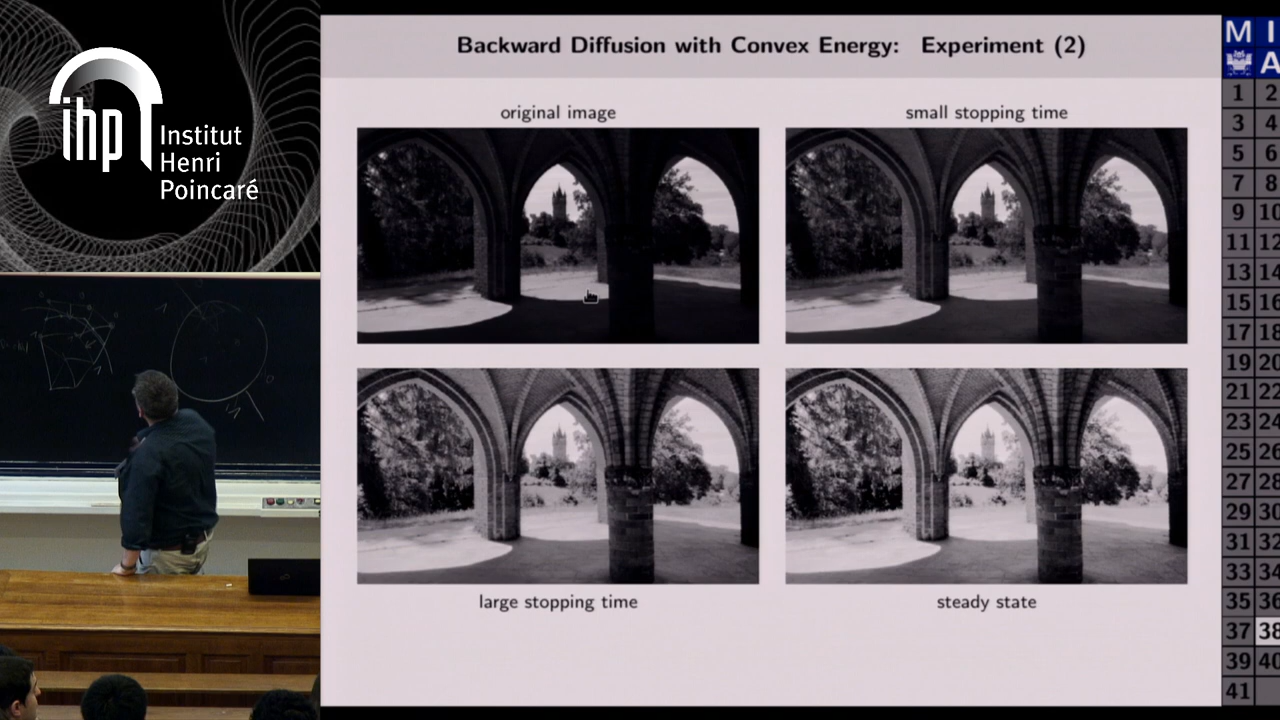 ihp Institut
Henri
Poincaré
Backward Diffusion with Convex Energy: Experiment (2)
original image
small stopping time
large stopping time
steady state
M I
A
1 2
3 4
5 6
7 8
9 10
11 12
13 14
15 16
17 18
19 20
21 22
23 24
25 26
27 28
29 30
31 32
33 34
35 36
37 38
39 40
41